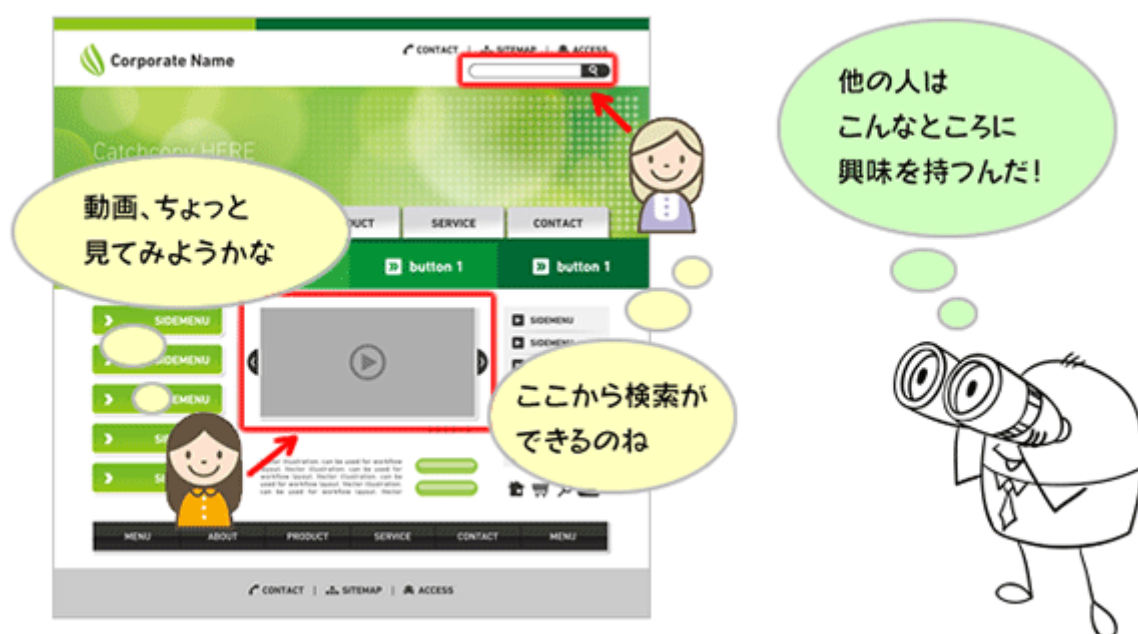 CONTACT | SITEMAP | ACCESS
Corporate Name
Catchcopy HERE
動画、ちょっと
見てみようかな
SERVICE
CONTACT
button 1
button 1
SIDEMENU
SIDEMENU
SIDEMENU
SIDEMENU
ここから検索が
できるのね
MENU
ABOUT
PRODUCT
SERVICE
CONTACT
MENU
CONTACT | SITEMAP | ACCESS
他の人は
こんなところに
興味を持つんだ!